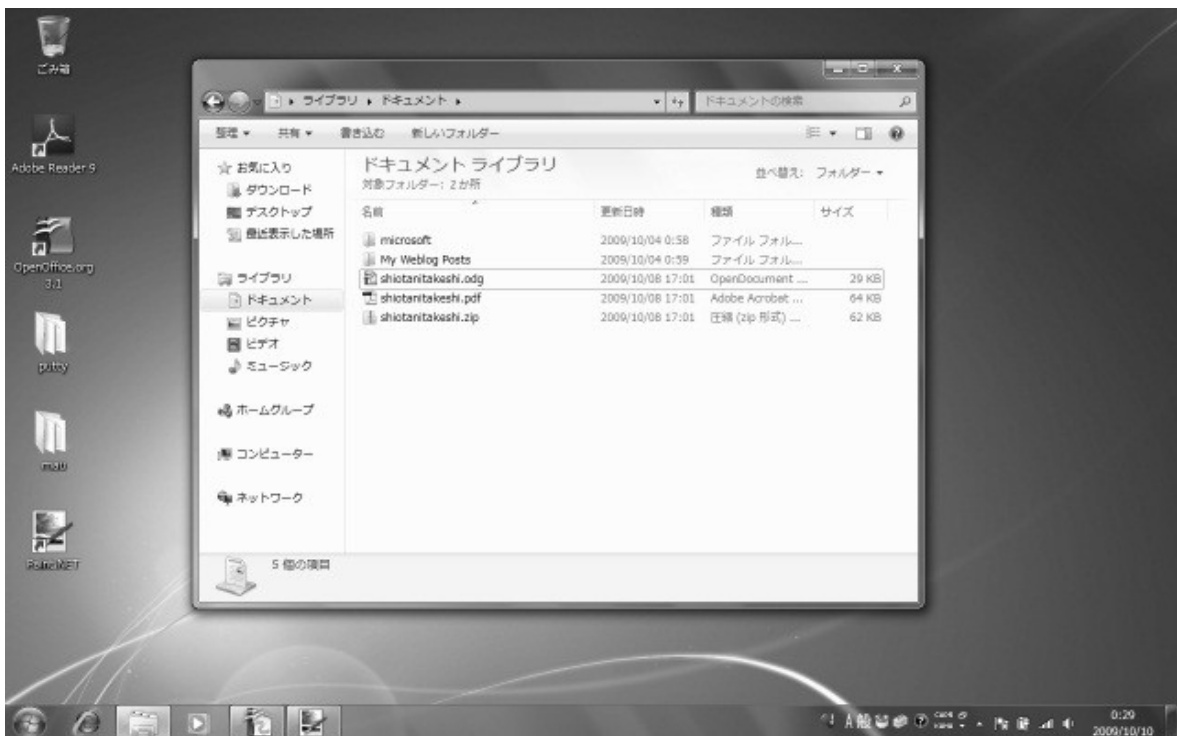 ごみ箱
Adobe Reader 9
OpenOffice.org
3.1
putty
PaintNET
ライブラリ ドキュメント
ドキュメントの検索
整理 共有 書き込む 新しいフォルダー
お気に入り
ダウンロード
デスクトップ
最近表示した場所
ライブラリ
ドキュメント
ピクチャ
ビデオ
ミュージック
ホームグループ
コンピューター
ネットワーク
ドキュメント ライブラリ
対象フォルダー: 2か所
並べ替え: フォルダー
名前 更新日時 種類 サイズ
microsoft 2009/10/04 0:58 ファイル フォル...
My Weblog Posts 2009/10/04 0:59 ファイル フォル...
shiotanitakeshi.odg 2009/10/08 17:01 OpenDocument ... 29 KB
shiotanitakeshi.pdf 2009/10/08 17:01 Adobe Acrobat ... 64 KB
shiotanitakeshi.zip 2009/10/08 17:01 圧縮 (zip 形式) ... 62 KB
5 個の項目
A 般
0:29
2009/10/10